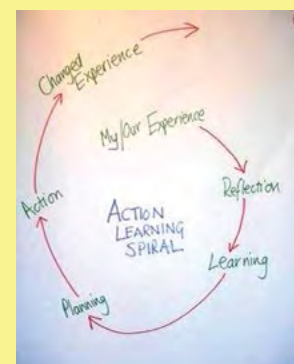 Changed
Experience
My/Our Experience
Reflection
Action
ACTION
LEARNING
SPIRAL
Learning
Planning